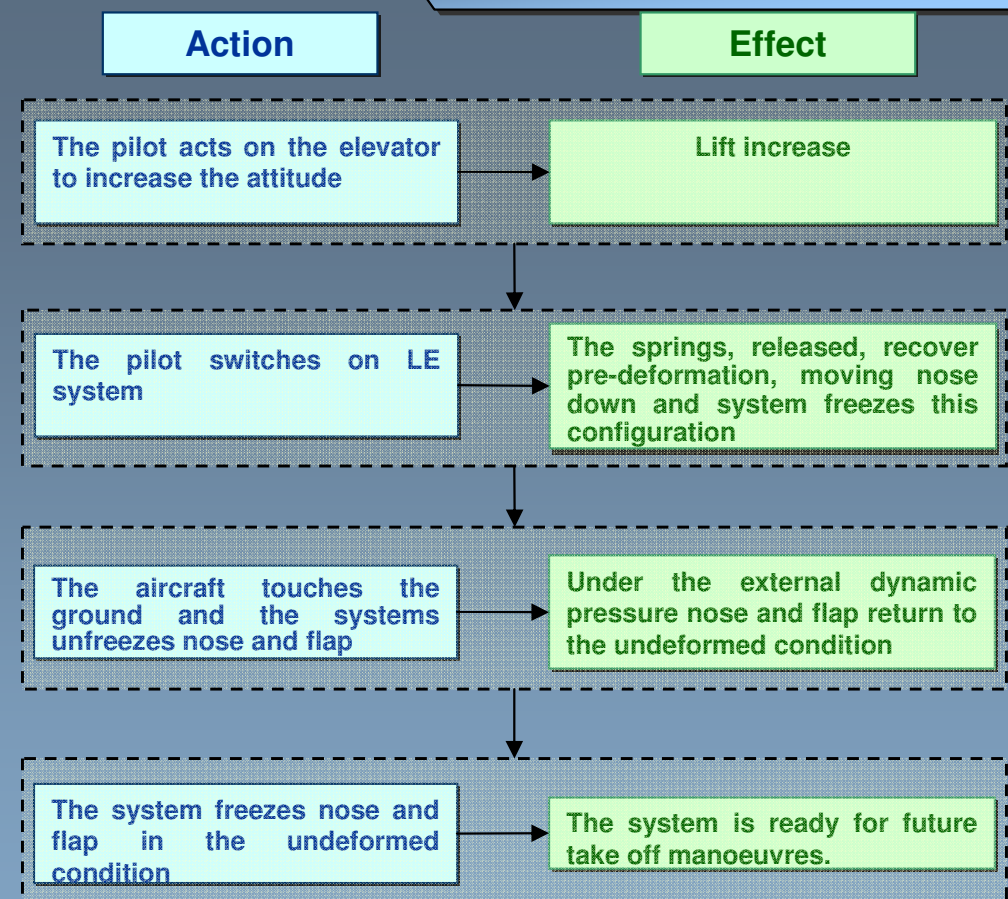 Action
Effect
The pilot acts on the elevator
to increase the attitude
Lift increase
The pilot switches on LE
system
The springs, released, recover
pre-deformation, moving nose
down and system freezes this
configuration
The aircraft touches the
ground and the systems
unfreezes nose and flap
Under the external dynamic
pressure nose and flap return to
the undeformed condition
The system freezes nose and
flap in the undeformed
condition
The system is ready for future
take off manoeuvres.